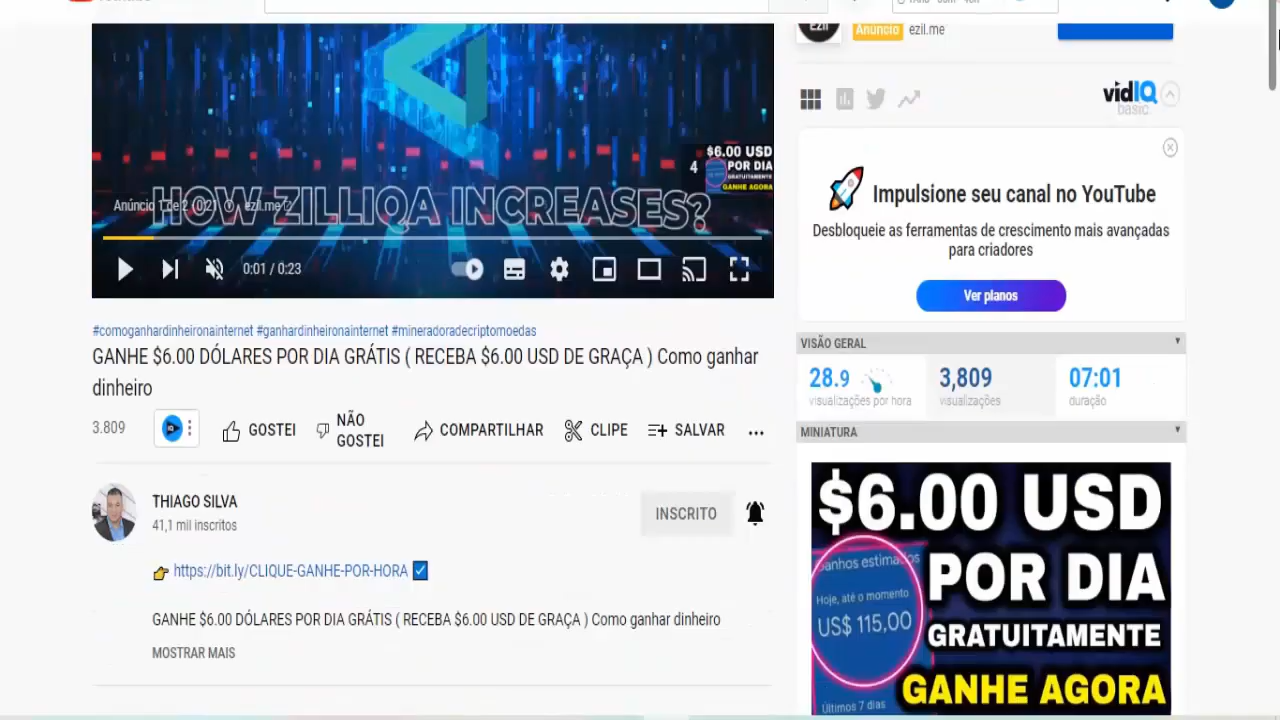 Anúncio
ezil.me
vidIQ
basic
$6.00 USD
4
POR DIA
GRATUITAMENTE
GANHE AGORA
HOW ZILLIQA INCREASES?
Anúncio 1 de 2 (0:21) ezil.me
0:01 / 0:23
Impulsione seu canal no YouTube
Desbloqueie as ferramentas de crescimento mais avançadas
para criadores
Ver planos
#comoganhardinheironainternet #ganhardinheironainternet #mineradoradecriptomoedas
GANHE $6.00 DÓLARES POR DIA GRÁTIS ( RECEBA $6.00 USD DE GRAÇA ) Como ganhar
dinheiro
3.809
IQ
GOSTEI
NÃO
GOSTEI
COMPARTILHAR
CLIPE
SALVAR
THIAGO SILVA
41,1 mil inscritos
INSCRITO
https://bit.ly/CLIQUE-GANHE-POR-HORA
GANHE $6.00 DÓLARES POR DIA GRÁTIS ( RECEBA $6.00 USD DE GRAÇA ) Como ganhar dinheiro
MOSTRAR MAIS
VISÃO GERAL
28.9
visualizações por hora
3,809
visualizações
07:01
duração
MINIATURA
$6.00 USD
POR DIA
GRATUITAMENTE
GANHE AGORA
Ganhos estimados
Hoje, até o momento
US$ 115,00
Últimos 7 dias